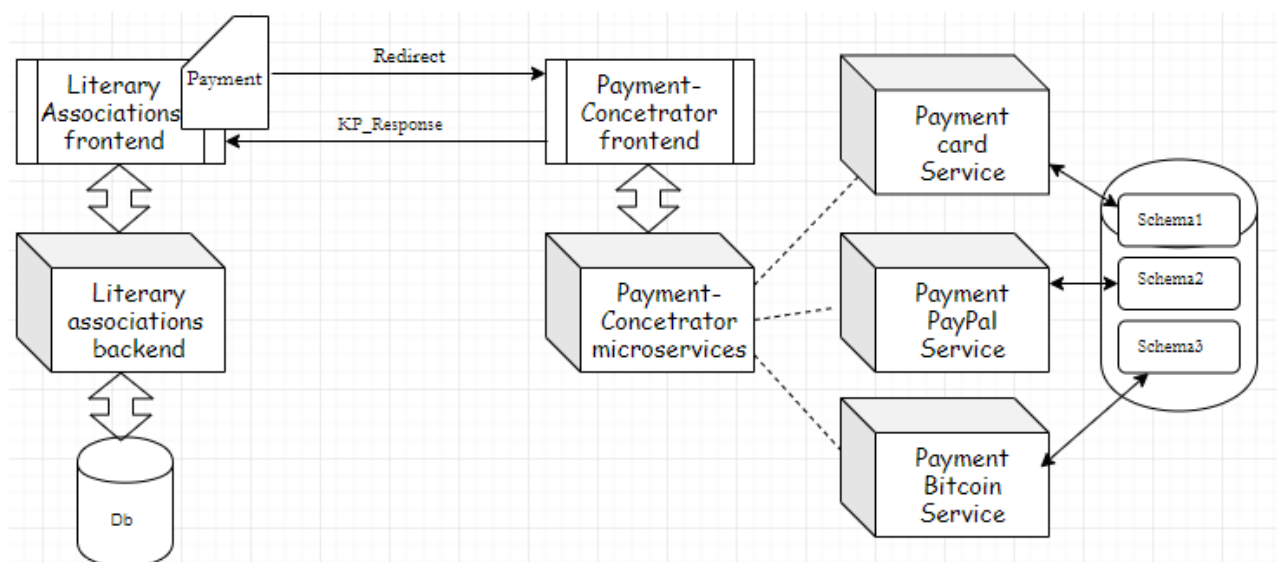 Literary
Associations
frontend
Payment
Redirect
KP_Response
Payment-
Concetrator
frontend
Payment
card
Service
Schema1
Literary
associations
backend
Payment-
Concetrator
microservices
Payment
PayPal
Service
Schema2
Schema3
Payment
Bitcoin
Service
Db